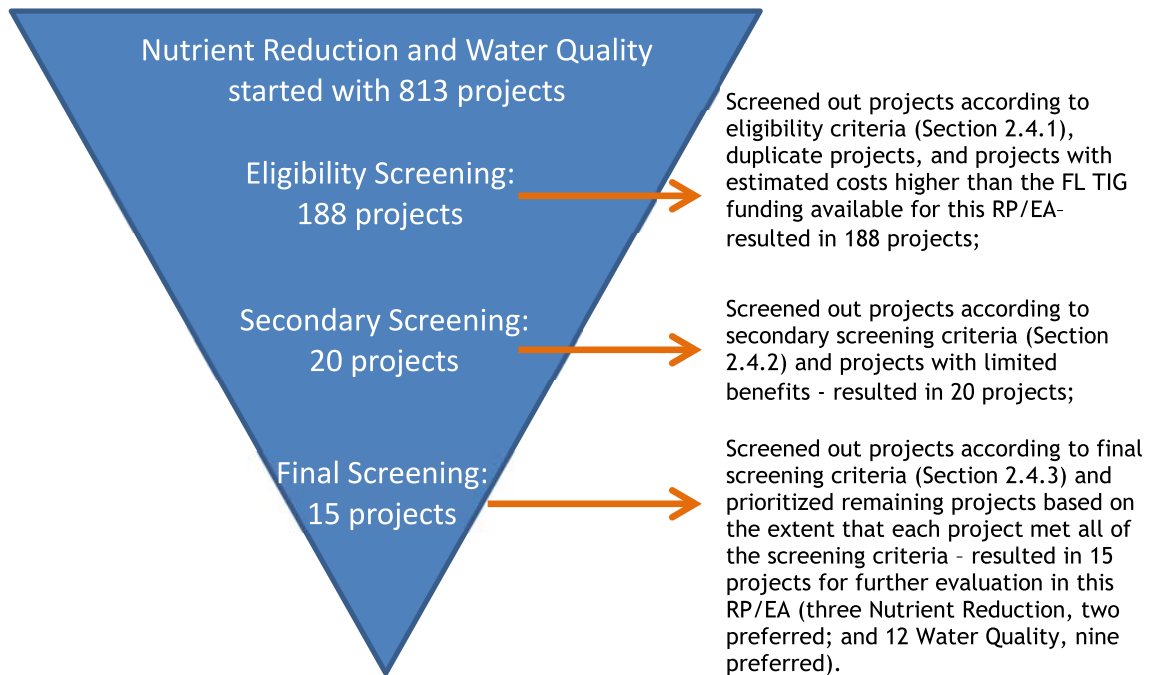 Nutrient Reduction and Water Quality
started with 813 projects
Eligibility Screening:
188 projects
Screened out projects according to
eligibility criteria (Section 2.4.1),
duplicate projects, and projects with
estimated costs higher than the FL TIG
funding available for this RP/EA–
resulted in 188 projects;
Secondary Screening:
20 projects
Screened out projects according to
secondary screening criteria (Section
2.4.2) and projects with limited
benefits - resulted in 20 projects;
Final Screening:
15 projects
Screened out projects according to final
screening criteria (Section 2.4.3) and
prioritized remaining projects based on
the extent that each project met all of
the screening criteria – resulted in 15
projects for further evaluation in this
RP/EA (three Nutrient Reduction, two
preferred; and 12 Water Quality, nine
preferred).